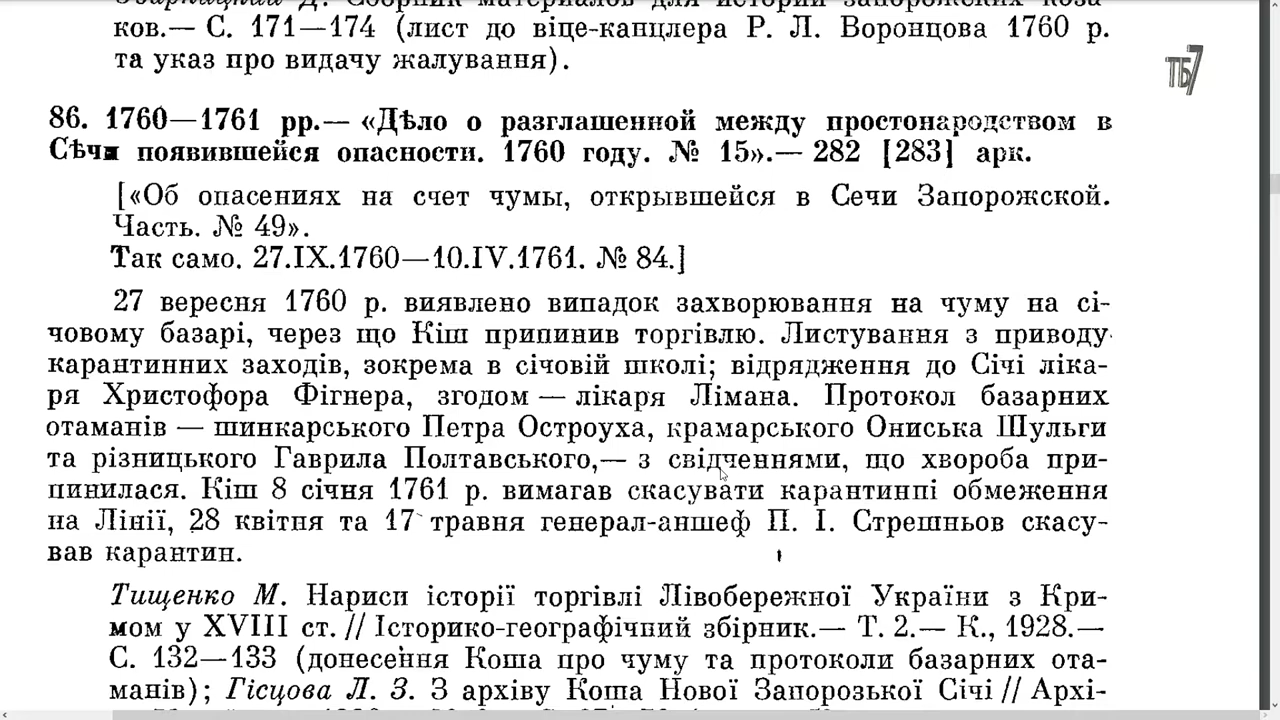 ков.— С. 171—174 (лист до віце-канцлера Р. Л. Воронцова 1760 р.
та указ про видачу жалування).
ТБ7
86. 1760—1761 рр.— «Дѣло о разглашенной между простонародством в
Сѣчи появившейся опасности. 1760 году. № 15».— 282 [283] арк.
[«Об опасениях на счет чумы, открывшейся в Сечи Запорожской.
Часть. № 49».
Так само. 27.IX.1760—10.IV.1761. № 84.]
27 вересня 1760 р. виявлено випадок захворювання на чуму на сі-
човому базарі, через що Кіш припинив торгівлю. Листування з приводу
карантинних заходів, зокрема в січовій школі; відрядження до Січі ліка-
ря Христофора Фігнера, згодом — лікаря Лімана. Протокол базарних
отаманів — шинкарського Петра Остроуха, крамарського Ониська Шульги
та різницького Гаврила Полтавського,— з свідченнями, що хвороба при-
пинилася. Кіш 8 січня 1761 р. вимагав скасувати карантинні обмеження
на Лінії, 28 квітня та 17 травня генерал-аншеф П. І. Стрешньов скасу-
вав карантин.
Тищенко М. Нариси історії торгівлі Лівобережної України з Кри-
мом у XVIII ст. // Історико-географічний збірник.— Т. 2.— К., 1928.—
С. 132—133 (донесення Коша про чуму та протоколи базарних ота-
манів); Гісцова Л. З. З архіву Коша Нової Запорозької Січі // Архі-